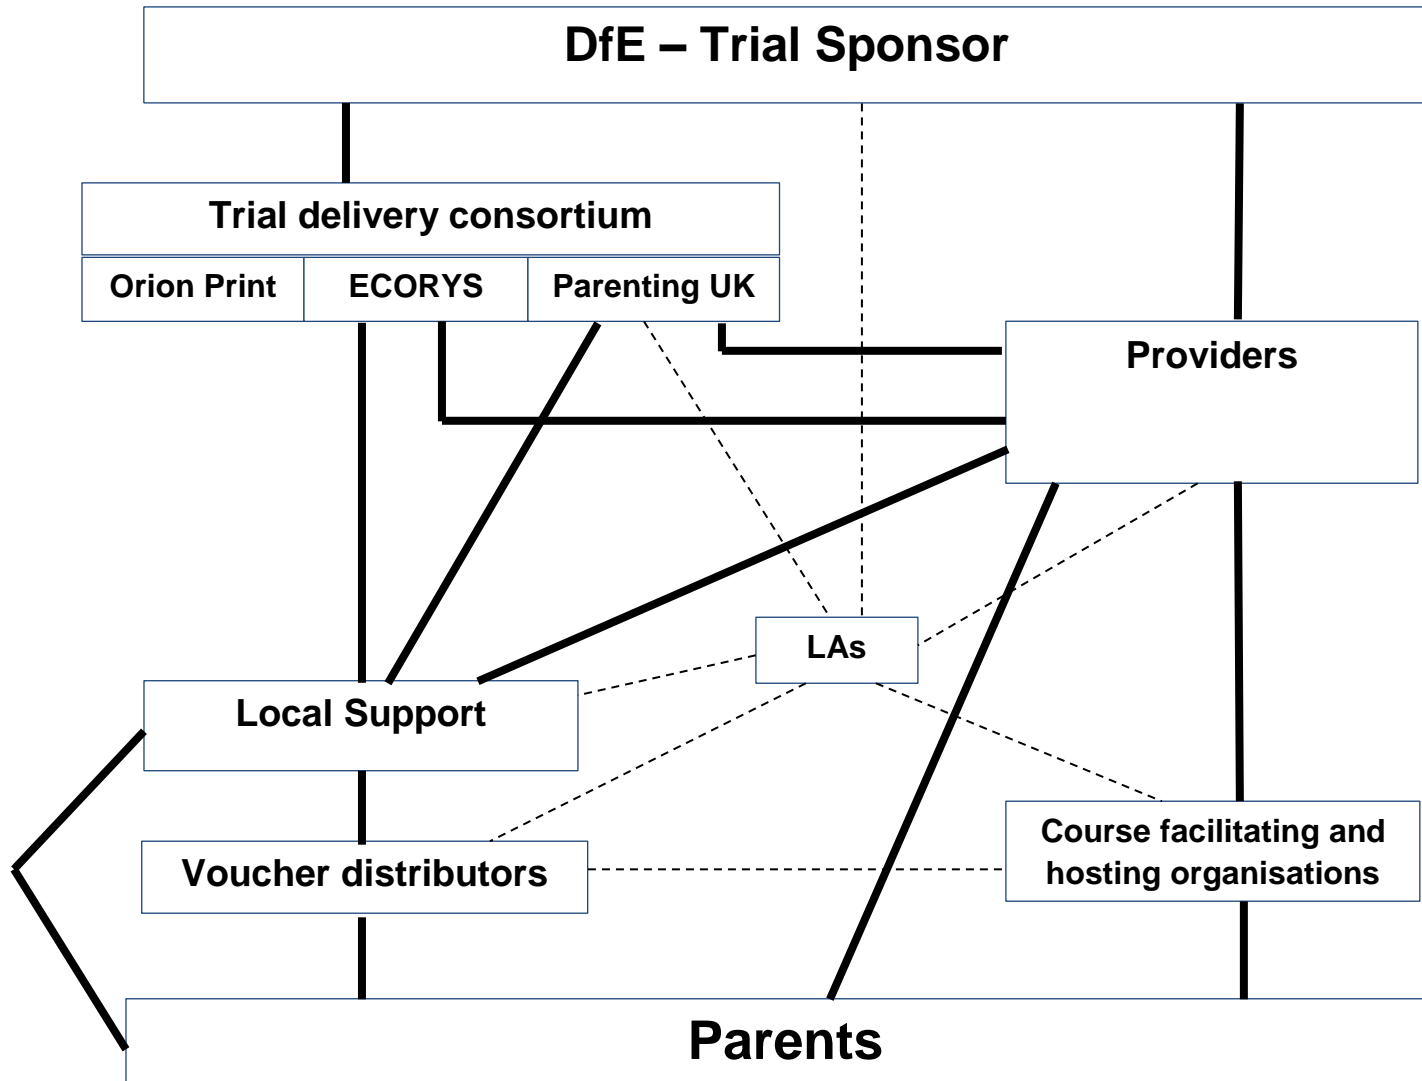 DfE – Trial Sponsor
Trial delivery consortium
Orion Print
ECORYS
Parenting UK
Providers
LAs
Local Support
Voucher distributors
Course facilitating and
hosting organisations
Parents